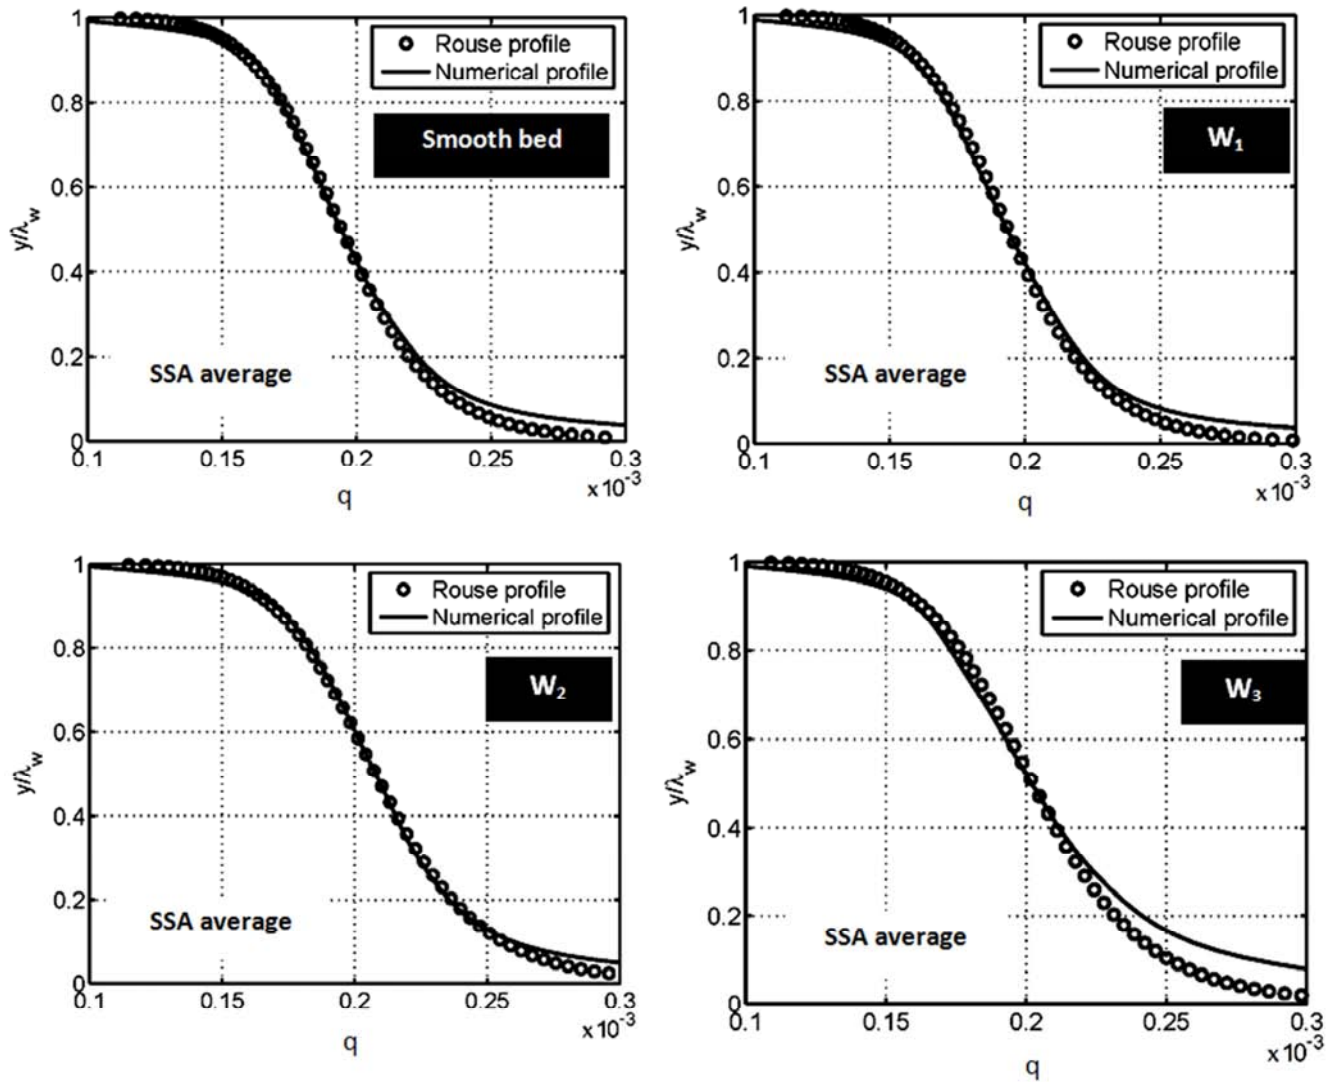 1
0.8
0.6
0.4
0.2
0
y/λw
Rouse profile
Numerical profile
Smooth bed
SSA average
0.1 0.15 0.2 0.25 0.3
x10⁻³
q
1
0.8
0.6
0.4
0.2
0
y/λw
Rouse profile
Numerical profile
W₁
SSA average
0.1 0.15 0.2 0.25 0.3
x10⁻³
q
1
0.8
0.6
0.4
0.2
0
y/λw
Rouse profile
Numerical profile
W₂
SSA average
0.1 0.15 0.2 0.25 0.3
x10⁻³
q
1
0.8
0.6
0.4
0.2
0
y/λw
Rouse profile
Numerical profile
W₃
SSA average
0.1 0.15 0.2 0.25 0.3
x10⁻³
q